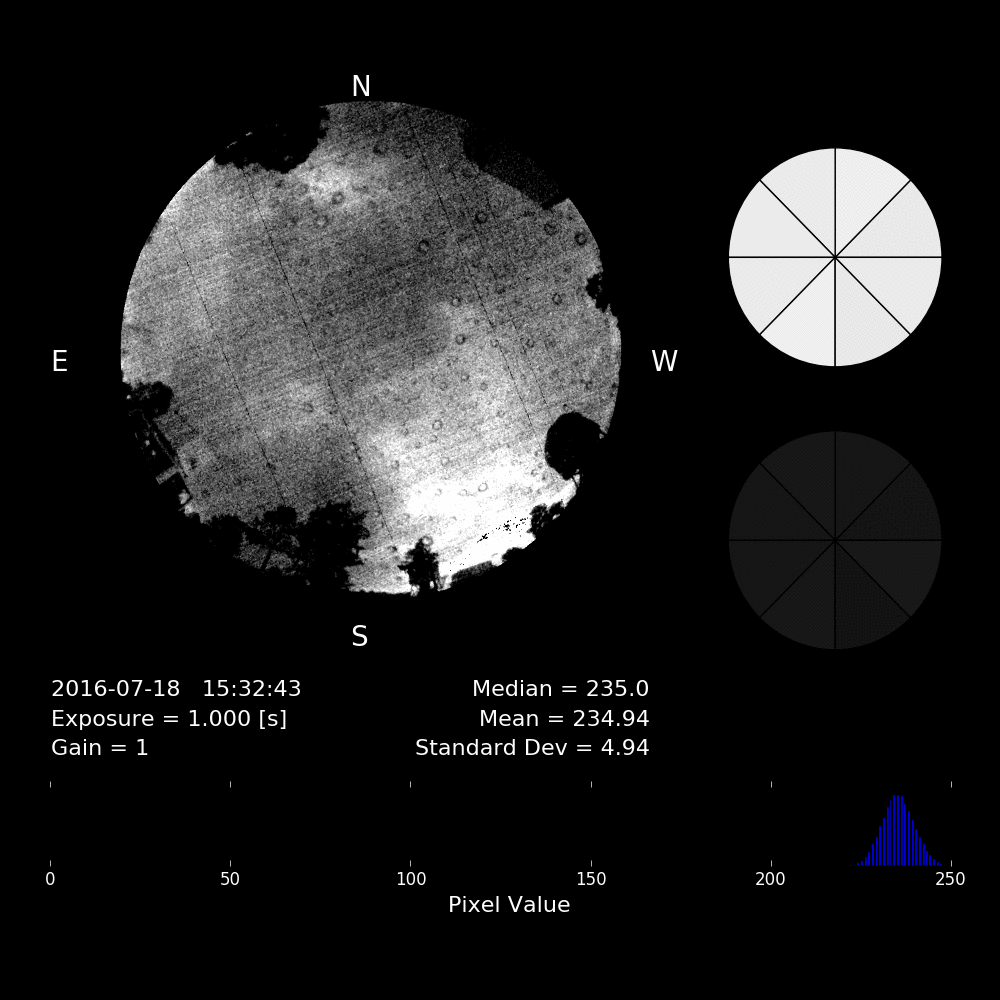 N
E
W
S
2016-07-18 15:32:43
Exposure = 1.000 [s]
Gain = 1
Median = 235.0
Mean = 234.94
Standard Dev = 4.94
0 50 100 150 200 250
Pixel Value